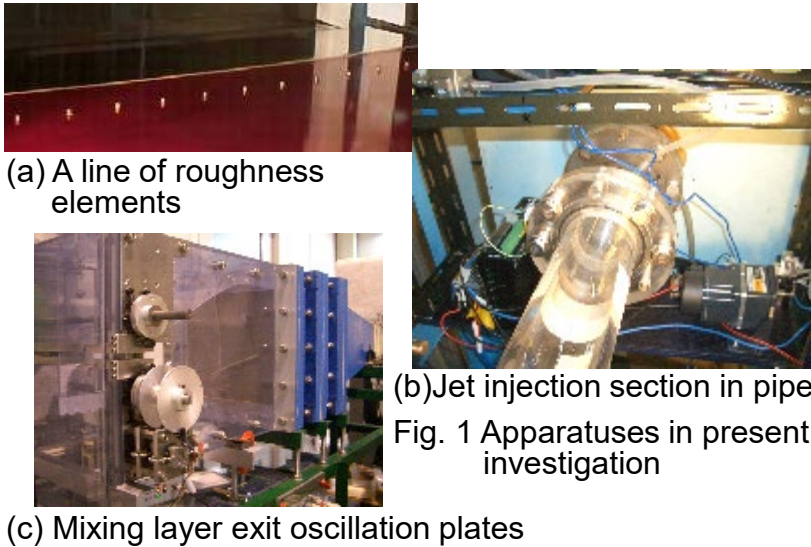 (a) A line of roughness
elements
(b)Jet injection section in pipe
Fig. 1 Apparatuses in present
investigation
(c) Mixing layer exit oscillation plates